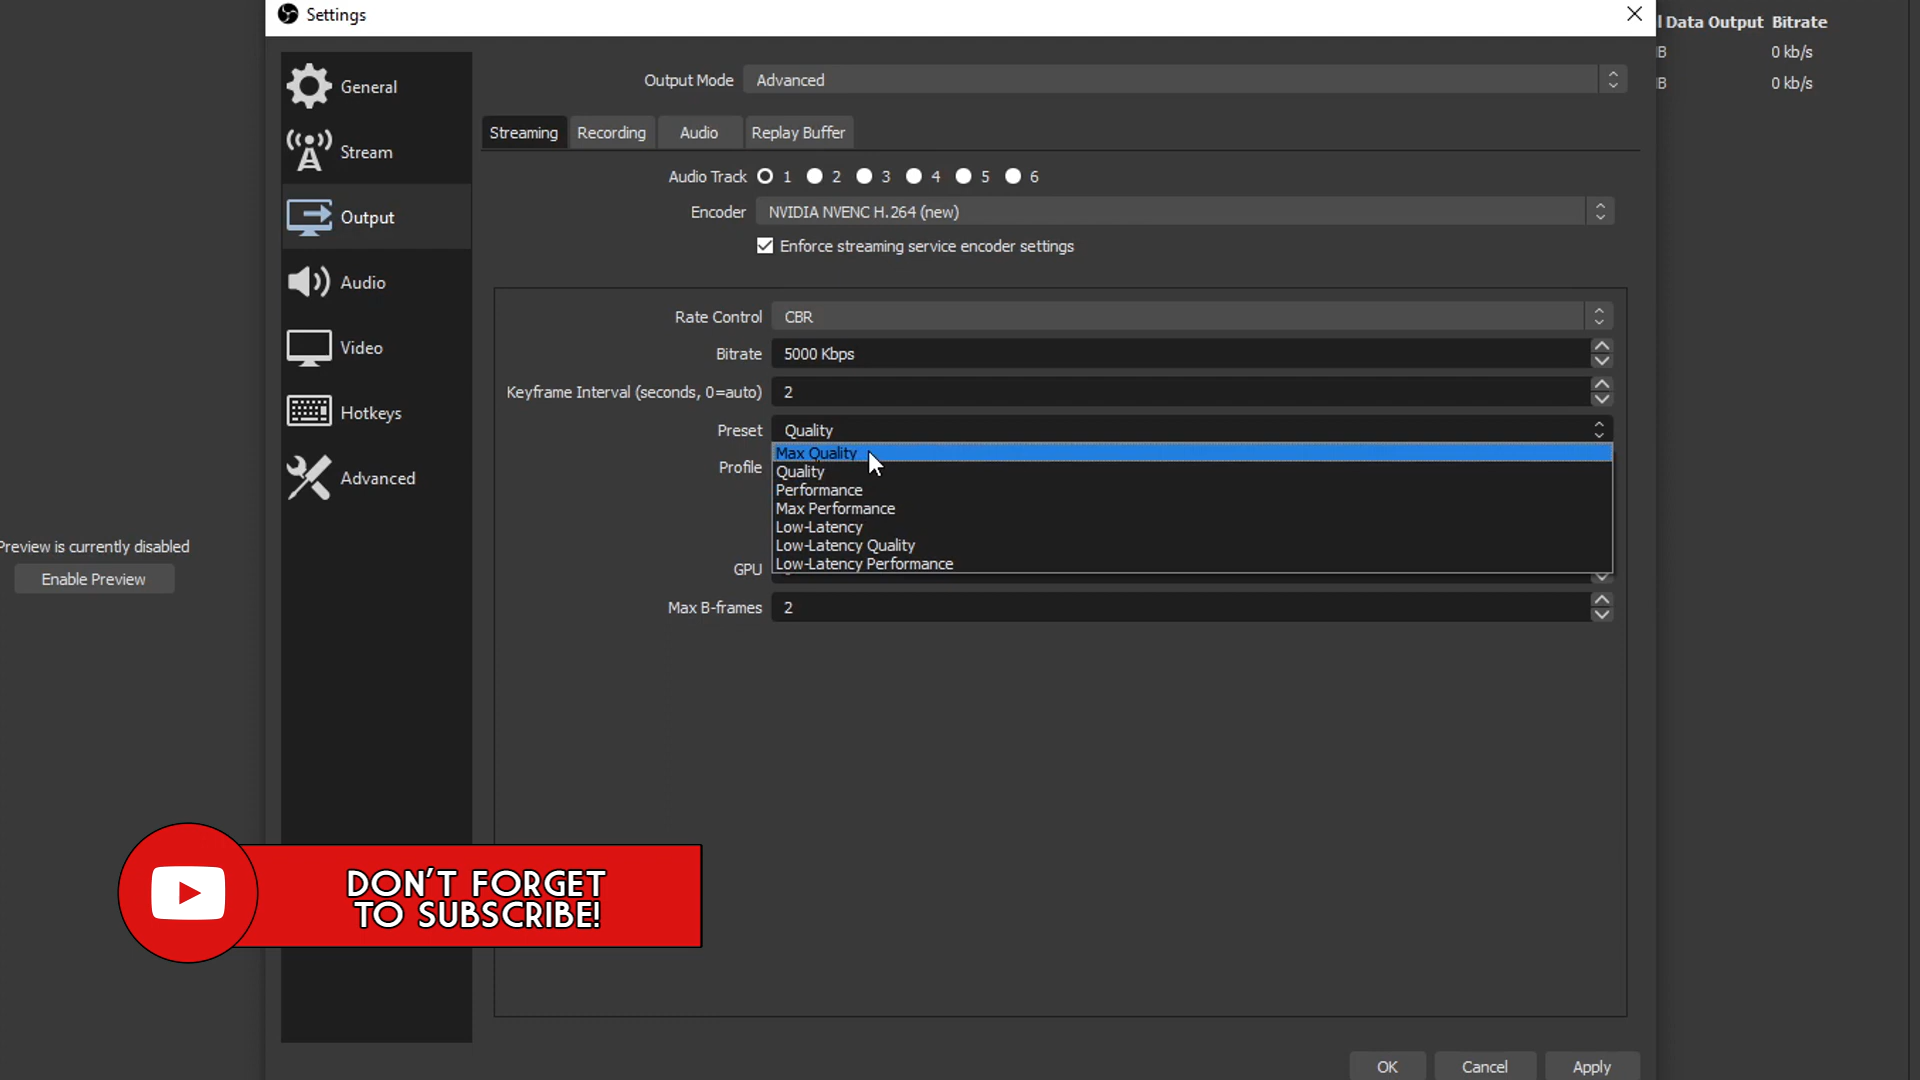 Settings
l Data Output Bitrate
IB 0 kb/s
IB 0 kb/s
General
Stream
Output
Audio
Video
Hotkeys
Advanced
Output Mode Advanced
Streaming Recording Audio Replay Buffer
Audio Track 1 2 3 4 5 6
Encoder NVIDIA NVENC H.264 (new)
Enforce streaming service encoder settings
Rate Control CBR
Bitrate 5000 Kbps
Keyframe Interval (seconds, 0=auto) 2
Preset Quality
Max Quality
Profile
Quality
Performance
Max Performance
Low-Latency
Low-Latency Quality
Low-Latency Performance
GPU
Max B-frames 2
Preview is currently disabled
Enable Preview
DON'T FORGET
TO SUBSCRIBE!
OK Cancel Apply